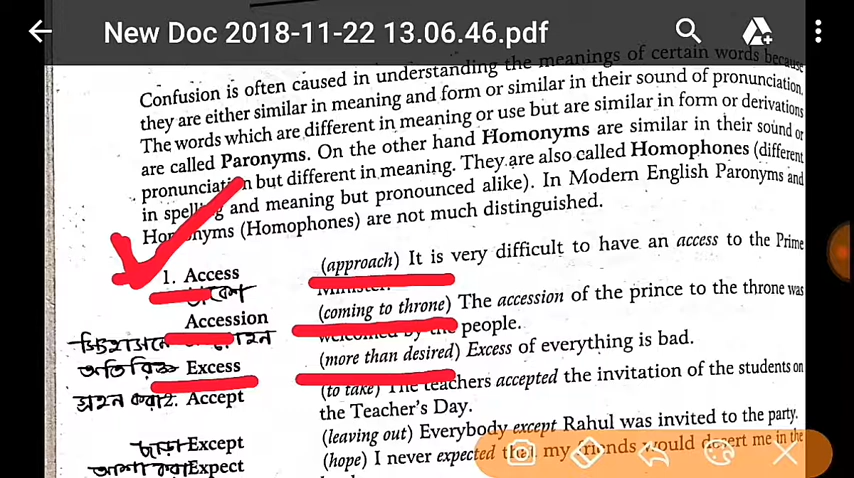 New Doc 2018-11-22 13.06.46.pdf
Confusion is often caused in understanding the meanings of certain words because
they are either similar in meaning and form or similar in their sound of pronunciation.
The words which are different in meaning or use but are similar in form or derivations
are called Paronyms. On the other hand Homonyms are similar in their sound or
pronunciation but different in meaning. They are also called Homophones (different
in spelling and meaning but pronounced alike). In Modern English Paronyms and
Homonyms (Homophones) are not much distinguished.
1. Access (approach) It is very difficult to have an access to the Prime
Minister.
Accession (coming to throne) The accession of the prince to the throne was
welcomed by the people.
অতিরিক্ত Excess (more than desired) Excess of everything is bad.
গ্রহন করা 2. Accept (to take) The teachers accepted the invitation of the students on
the Teacher's Day.
ছাড়া Except (leaving out) Everybody except Rahul was invited to the party.
আশা করা Expect (hope) I never expected that my friends would desert me in the